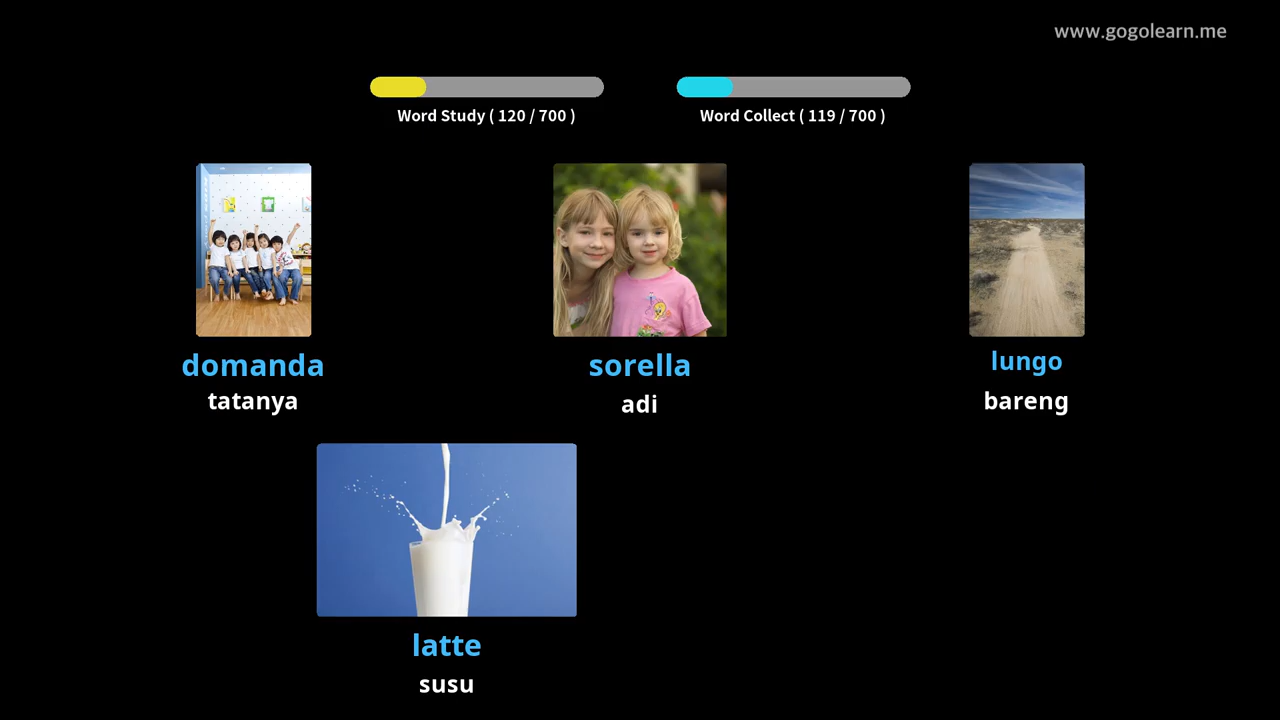 www.gogolearn.me
Word Study ( 120 / 700 )
Word Collect ( 119 / 700 )
domanda
tatanya
sorella
adi
lungo
bareng
latte
susu